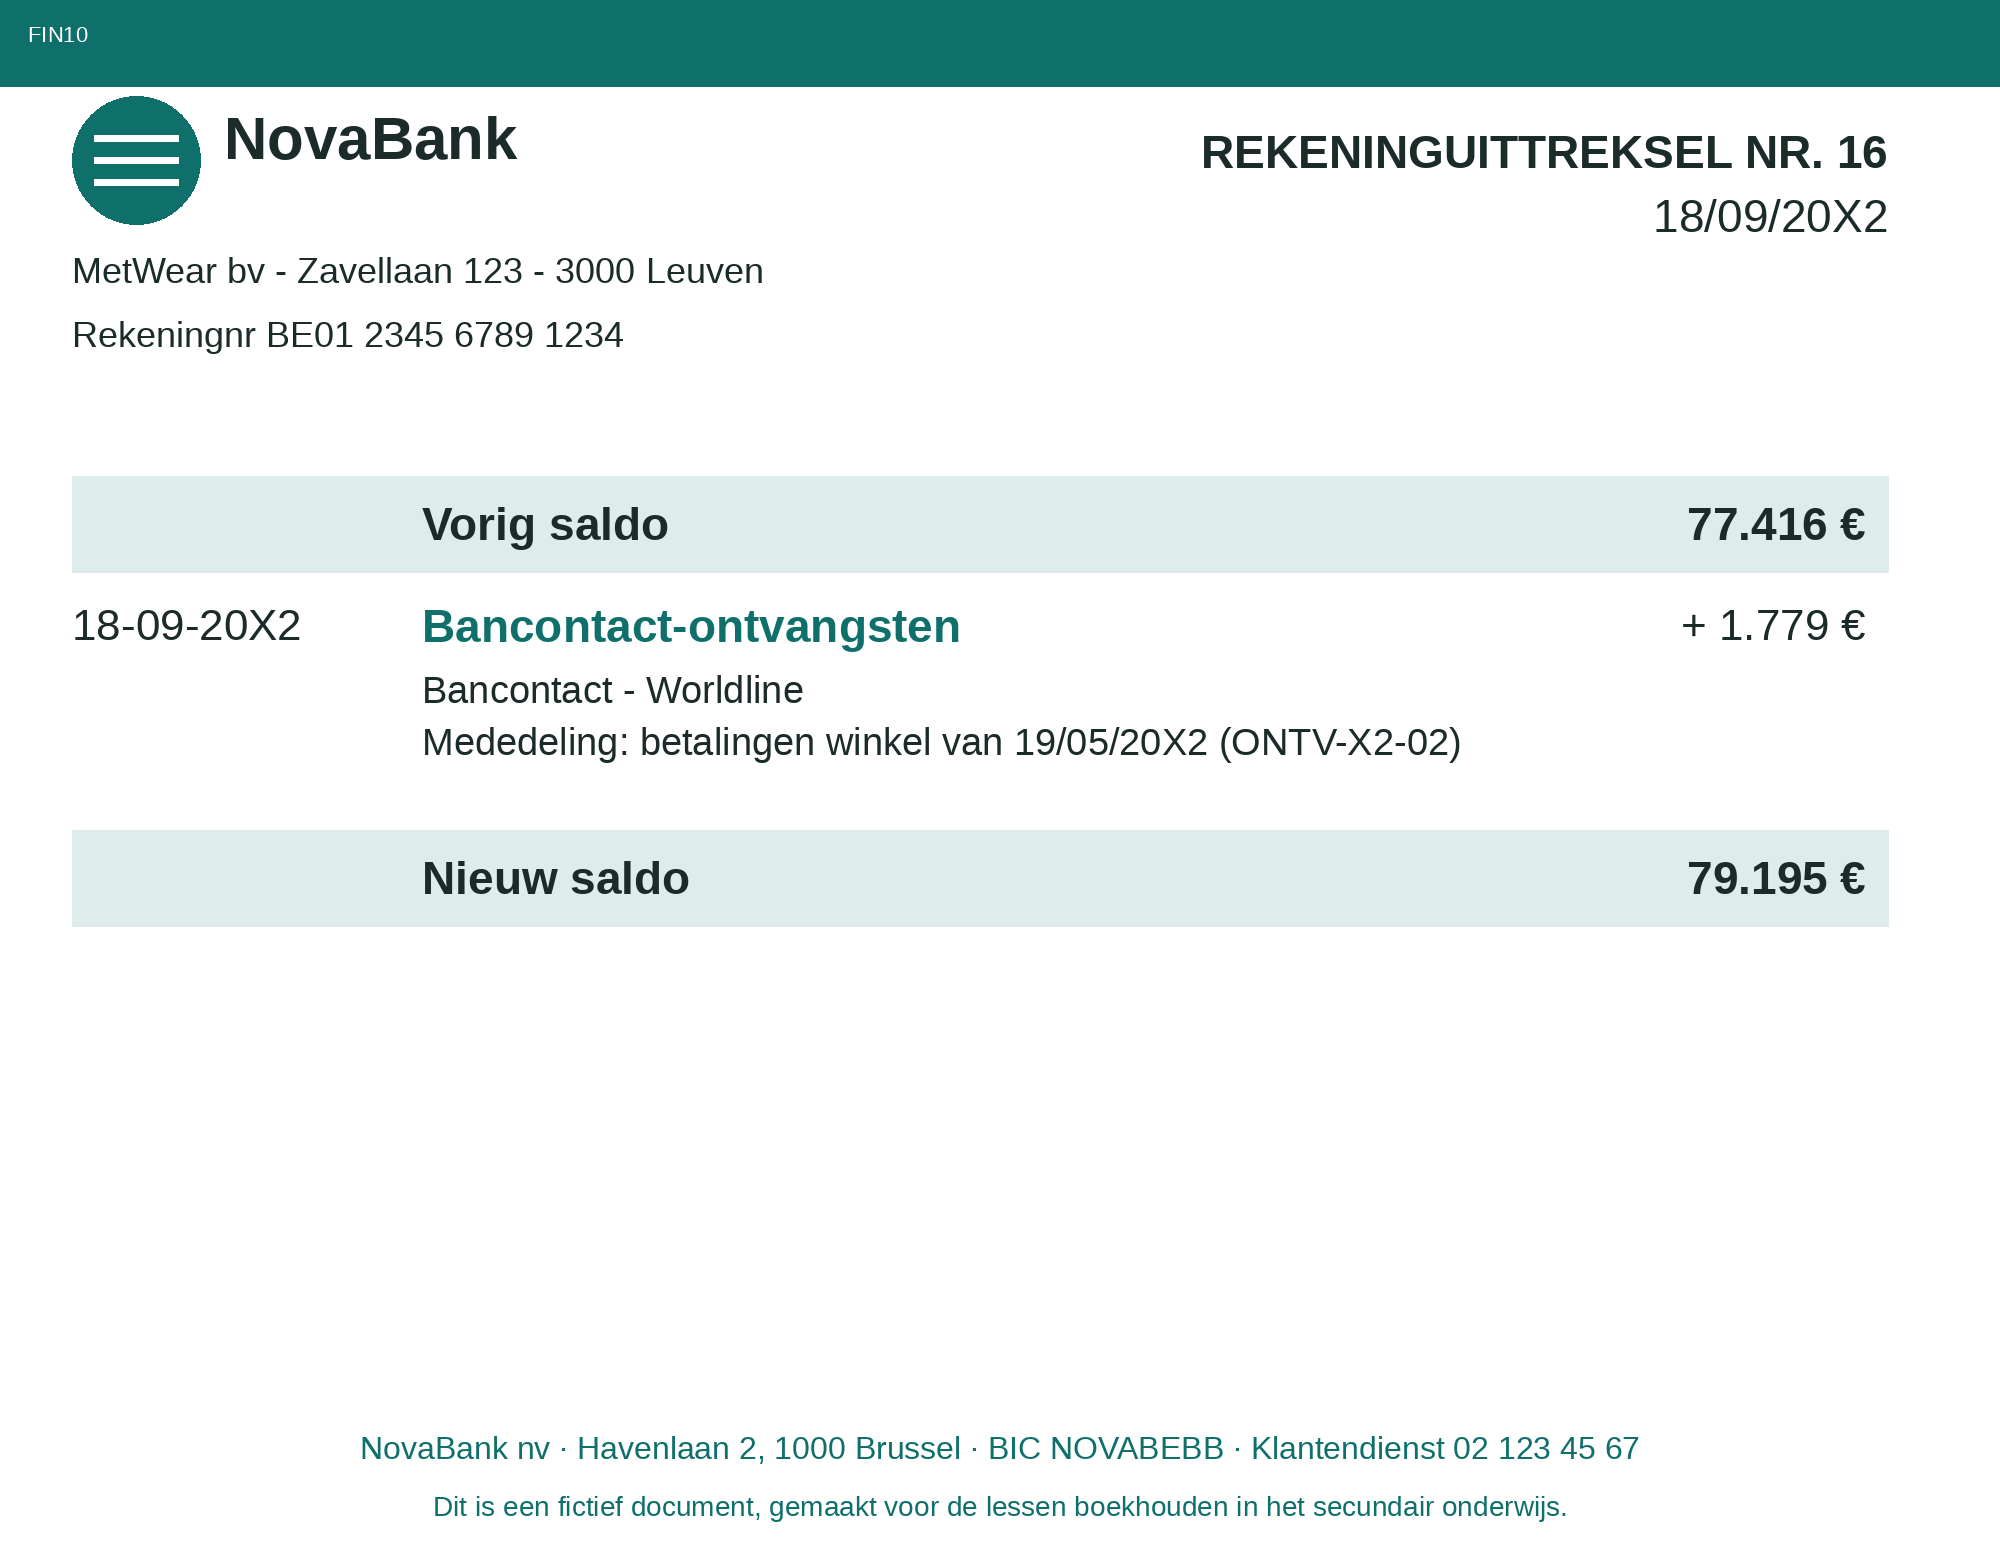 FIN10
NovaBank
REKENINGUITTREKSEL NR. 16
18/09/20X2
MetWear bv - Zavellaan 123 - 3000 Leuven
Rekeningnr BE01 2345 6789 1234
Vorig saldo 77.416 €
18-09-20X2 Bancontact-ontvangsten + 1.779 €
Bancontact - Worldline
Mededeling: betalingen winkel van 19/05/20X2 (ONTV-X2-02)
Nieuw saldo 79.195 €
NovaBank nv · Havenlaan 2, 1000 Brussel · BIC NOVABEBB · Klantendienst 02 123 45 67
Dit is een fictief document, gemaakt voor de lessen boekhouden in het secundair onderwijs.